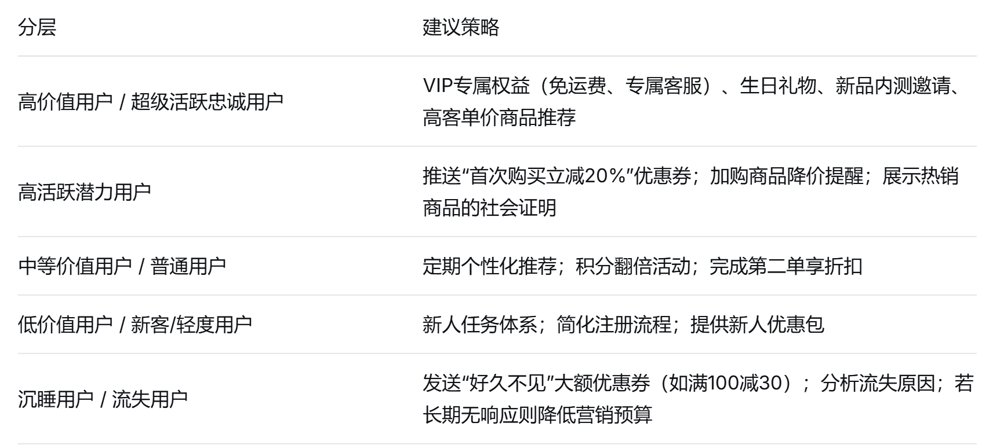 分层
建议策略
高价值用户 / 超级活跃忠诚用户
VIP专属权益（免运费、专属客服）、生日礼物、新品内测邀请、
高客单价商品推荐
高活跃潜力用户
推送“首次购买立减20%”优惠券；加购商品降价提醒；展示热销
商品的社会证明
中等价值用户 / 普通用户
定期个性化推荐；积分翻倍活动；完成第二单享折扣
低价值用户 / 新客/轻度用户
新人任务体系；简化注册流程；提供新人优惠包
沉睡用户 / 流失用户
发送“好久不见”大额优惠券（如满100减30）；分析流失原因；若
长期无响应则降低营销预算